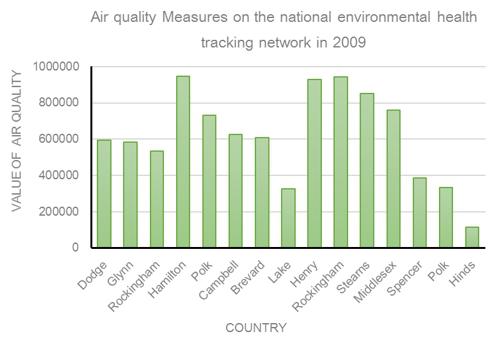 Air quality Measures on the national environmental health
tracking network in 2009
VALUE OF AIR QUALITY
1000000
800000
600000
400000
200000
0
Dodge
Glynn
Rockingham
Hamilton
Polk
Campbell
Brevard
Lake
Henry
Rockingham
Stearns
Middlesex
Spencer
Polk
Hinds
COUNTRY